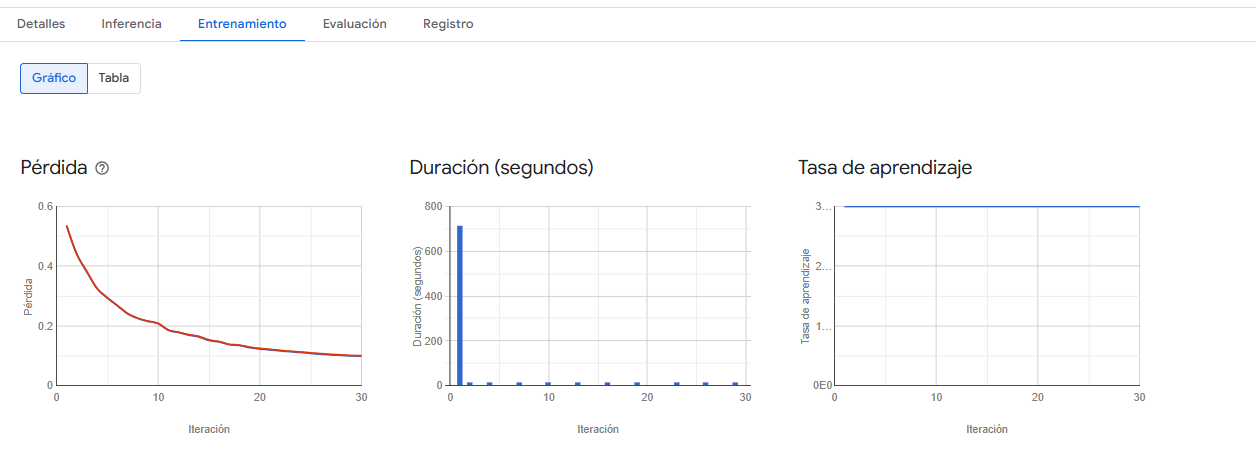 Detalles Inferencia Entrenamiento Evaluación Registro
Gráfico Tabla
Pérdida ?
0.6
0.4
0.2
0
Pérdida
0 10 20 30
Iteración
Duración (segundos)
800
600
400
200
0
Duración (segundos)
0 10 20 30
Iteración
Tasa de aprendizaje
3...
2...
1...
0E0
Tasa de aprendizaje
0 10 20 30
Iteración